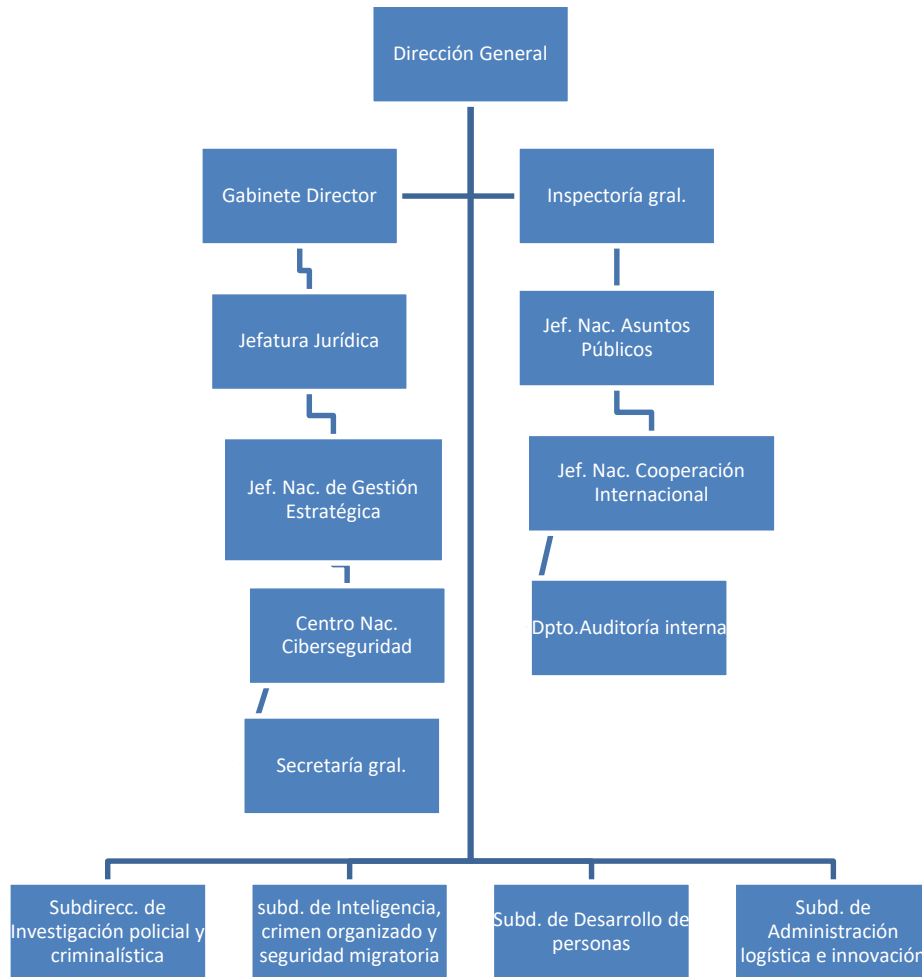 Dirección General
Gabinete Director
Inspectoría gral.
Jefatura Jurídica
Jef. Nac. Asuntos
Públicos
Jef. Nac. de Gestión
Estratégica
Jef. Nac. Cooperación
Internacional
Centro Nac.
Ciberseguridad
Dpto.Auditoría interna
Secretaría gral.
Subdirecc. de
Investigación policial y
criminalística
subd. de Inteligencia,
crimen organizado y
seguridad migratoria
Subd. de Desarrollo de
personas
Subd. de
Administración
logística e innovación